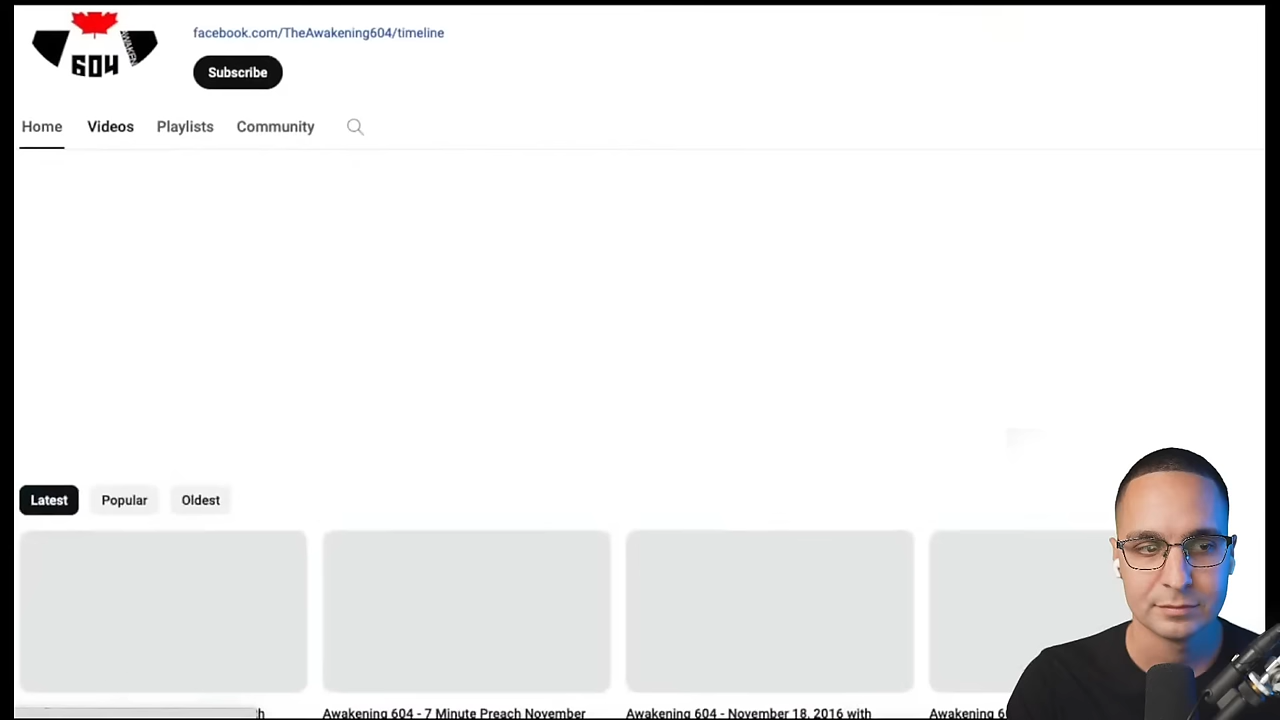 facebook.com/TheAwakening604/timeline
604
AWAKEN
Subscribe
Home Videos Playlists Community
Latest Popular Oldest
Awakening 604 - 7 Minute Preach November
Awakening 604 - November 18, 2016 with